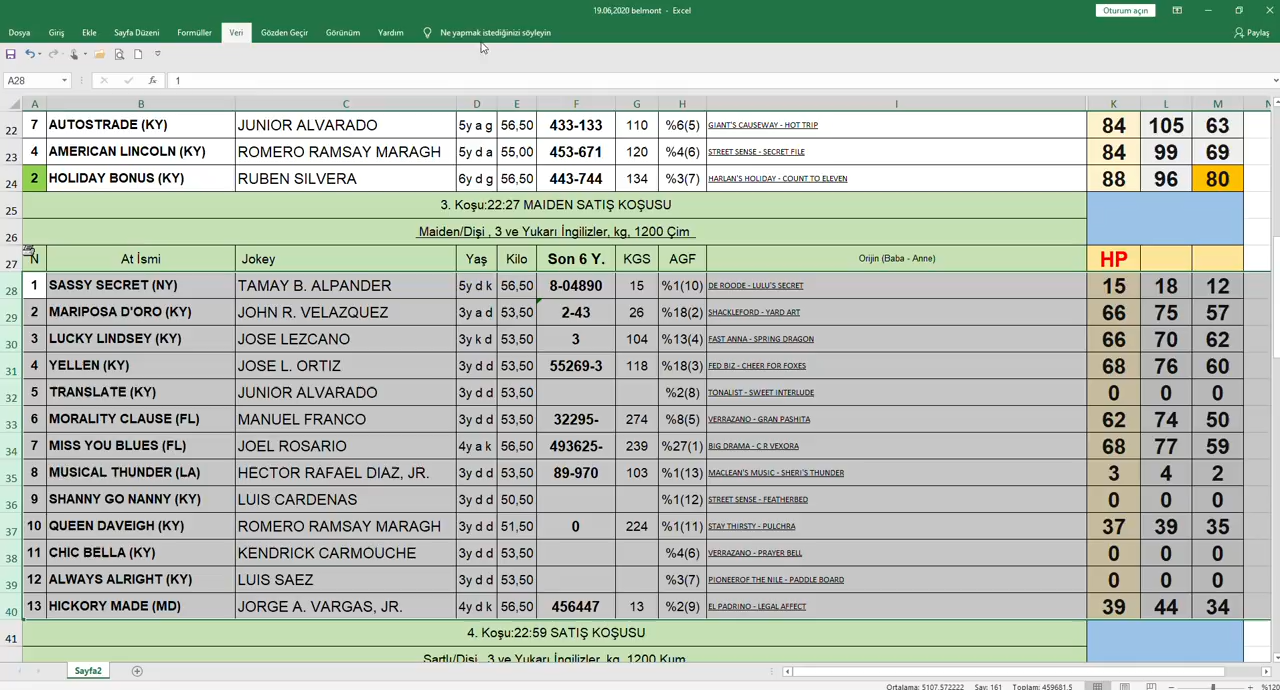 19.06,2020 belmont - Excel
Oturum açın
Dosya Giriş Ekle Sayfa Düzeni Formüller Veri Gözden Geçir Görünüm Yardım Ne yapmak istediğinizi söyleyin Paylaş
A28 fx 1
A B C D E F G H I K L M N
22 7 AUTOSTRADE (KY) JUNIOR ALVARADO 5y a g 56,50 433-133 110 %6(5) GIANT'S CAUSEWAY - HOT TRIP 84 105 63
23 4 AMERICAN LINCOLN (KY) ROMERO RAMSAY MARAGH 5y d a 55,00 453-671 120 %4(6) STREET SENSE - SECRET FILE 84 99 69
24 2 HOLIDAY BONUS (KY) RUBEN SILVERA 6y d g 56,50 443-744 134 %3(7) HARLAN'S HOLIDAY - COUNT TO ELEVEN 88 96 80
25 3. Koşu:22:27 MAIDEN SATIŞ KOŞUSU
26 Maiden/Dişi , 3 ve Yukarı İngilizler, kg, 1200 Çim
27 N At İsmi Jokey Yaş Kilo Son 6 Y. KGS AGF Orijin (Baba - Anne) HP
28 1 SASSY SECRET (NY) TAMAY B. ALPANDER 5y d k 56,50 8-04890 15 %1(10) DE ROODE - LULU'S SECRET 15 18 12
29 2 MARIPOSA D'ORO (KY) JOHN R. VELAZQUEZ 3y a d 53,50 2-43 26 %18(2) SHACKLEFORD - YARD ART 66 75 57
30 3 LUCKY LINDSEY (KY) JOSE LEZCANO 3y k d 53,50 3 104 %13(4) FAST ANNA - SPRING DRAGON 66 70 62
31 4 YELLEN (KY) JOSE L. ORTIZ 3y d d 53,50 55269-3 118 %18(3) FED BIZ - CHEER FOR FOXES 68 76 60
32 5 TRANSLATE (KY) JUNIOR ALVARADO 3y d d 53,50 %2(8) TONALIST - SWEET INTERLUDE 0 0 0
33 6 MORALITY CLAUSE (FL) MANUEL FRANCO 3y d d 53,50 32295- 274 %8(5) VERRAZANO - GRAN PASHITA 62 74 50
34 7 MISS YOU BLUES (FL) JOEL ROSARIO 4y a k 56,50 493625- 239 %27(1) BIG DRAMA - C R VEXORA 68 77 59
35 8 MUSICAL THUNDER (LA) HECTOR RAFAEL DIAZ, JR. 3y d d 53,50 89-970 103 %1(13) MACLEAN'S MUSIC - SHERI'S THUNDER 3 4 2
36 9 SHANNY GO NANNY (KY) LUIS CARDENAS 3y d d 50,50 %1(12) STREET SENSE - FEATHERBED 0 0 0
37 10 QUEEN DAVEIGH (KY) ROMERO RAMSAY MARAGH 3y d d 51,50 0 224 %1(11) STAY THIRSTY - PULCHRA 37 39 35
38 11 CHIC BELLA (KY) KENDRICK CARMOUCHE 3y d d 53,50 %4(6) VERRAZANO - PRAYER BELL 0 0 0
39 12 ALWAYS ALRIGHT (KY) LUIS SAEZ 3y d d 53,50 %3(7) PIONEEROF THE NILE - PADDLE BOARD 0 0 0
40 13 HICKORY MADE (MD) JORGE A. VARGAS, JR. 4y d k 56,50 456447 13 %2(9) EL PADRINO - LEGAL AFFECT 39 44 34
41 4. Koşu:22:59 SATIŞ KOŞUSU
Şartlı/Dişi , 3 ve Yukarı İngilizler, kg, 1200 Kum
Sayfa2
Ortalama: 5107,572222 Say: 161 Toplam: 459681,5 %120